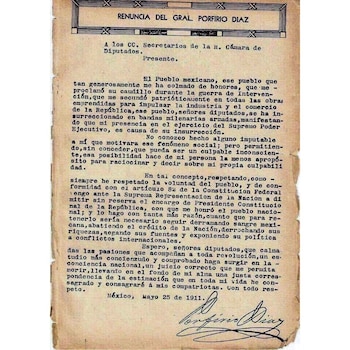 RENUNCIA DEL GRAL. PORFIRIO DIAZ
A los CC. Secretarios de la H. Cámara de
Diputados.
Presente.
El Pueblo mexicano, ese pueblo que
tan generosamente me ha colmado de honores, que me
proclamó su caudillo durante la guerra de Interven-
ción, que me secundó patrióticamente en todas las obras
emprendidas para impulsar la industria y el comercio
de la República, ese pueblo, señores diputados, se ha in-
surreccionado en bandas milenarias armadas, manifestan-
do que mi presencia en el ejercicio del Supremo Poder
Ejecutivo, es causa de su insurrección.
No conozco hecho alguno imputable
a mí que motivara ese fenómeno social; pero permitien-
do, sin conceder, que pueda ser un culpable inconscien-
te, esa posibilidad hace de mi persona la menos apropó-
sito para raciocinar y decir sobre mi propia culpabili-
dad.
En tal concepto, respetando, como
siempre he respetado la voluntad del pueblo, y de con-
formidad con el artículo 82 de la Constitución Federal
vengo ante la Suprema Representación de la Nación a di-
mitir sin reserva el encargo de Presidente Constitucio-
nal de la República, con que me honró el pueblo nacio-
nal; y lo hago con tanta más razón, cuanto que para re-
tenerlo sería necesario seguir derramando sangre mexi-
cana, abatiendo el crédito de la Nación, derrochando sus
riquezas, segando sus fuentes y exponiendo su política
a conflictos internacionales.
Espero, señores diputados, que calma-
das las pasiones que acompañan a toda revolución, un es-
tudio más concienzudo y comprobado haga surgir en la
conciencia nacional, un juicio correcto que me permita
morir, llevando en el fondo de mi alma una justa corres-
pondencia de la estimación que en toda mi vida he con-
sagrado y consagraré a mis compatriotas. Con todo res-
peto.
México, Mayo 25 de 1911.
Porfirio Diaz